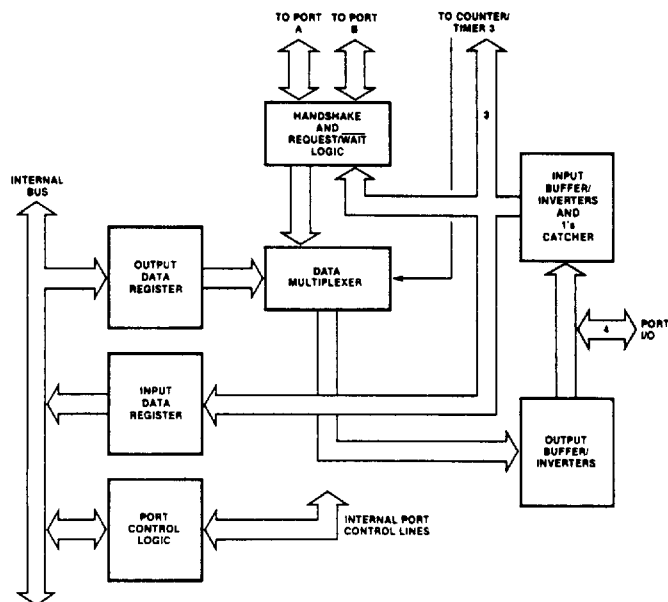 TO PORT
A
TO PORT
B
TO COUNTER/
TIMER 3
HANDSHAKE
AND
REQUEST/WAIT
LOGIC
3
INTERNAL
BUS
INPUT
BUFFER/
INVERTERS
AND
1's
CATCHER
OUTPUT
DATA
REGISTER
DATA
MULTIPLEXER
4
PORT
I/O
INPUT
DATA
REGISTER
OUTPUT
BUFFER/
INVERTERS
PORT
CONTROL
LOGIC
INTERNAL PORT
CONTROL LINES